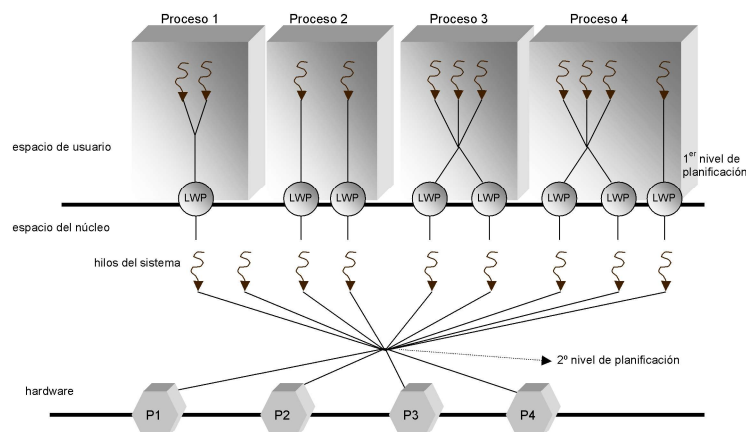 Proceso 1
Proceso 2
Proceso 3
Proceso 4
espacio de usuario
1er nivel de
planificación
LWP
LWP
LWP
LWP
LWP
LWP
LWP
LWP
espacio del núcleo
hilos del sistema
2º nivel de planificación
hardware
P1
P2
P3
P4